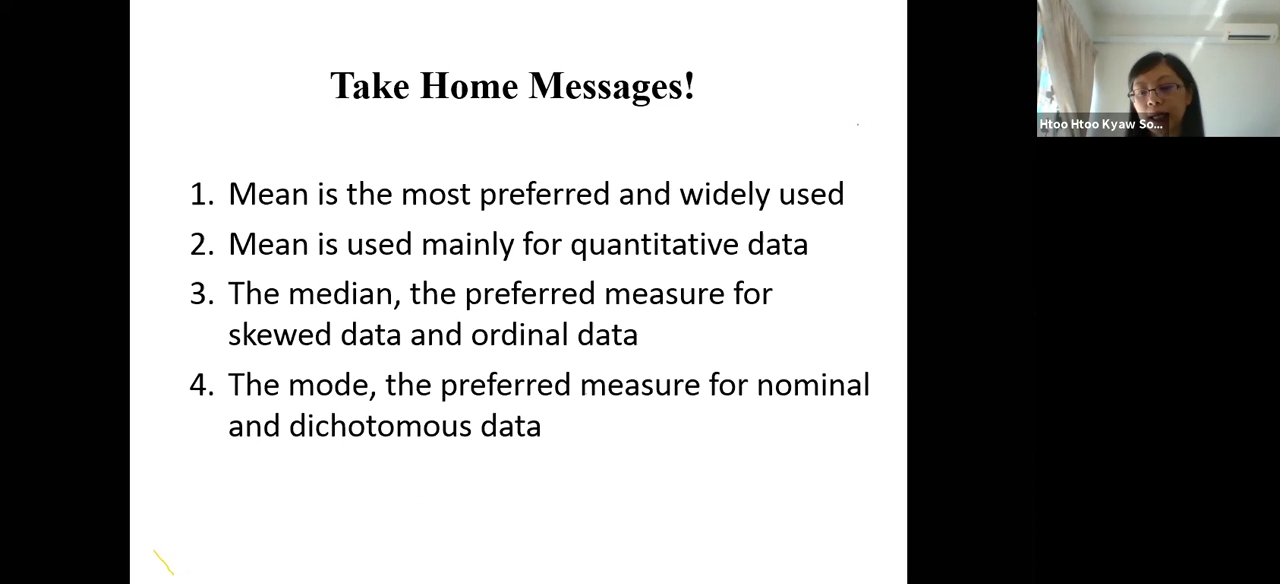 Take Home Messages!
Htoo Htoo Kyaw So...
1. Mean is the most preferred and widely used
2. Mean is used mainly for quantitative data
3. The median, the preferred measure for
skewed data and ordinal data
4. The mode, the preferred measure for nominal
and dichotomous data